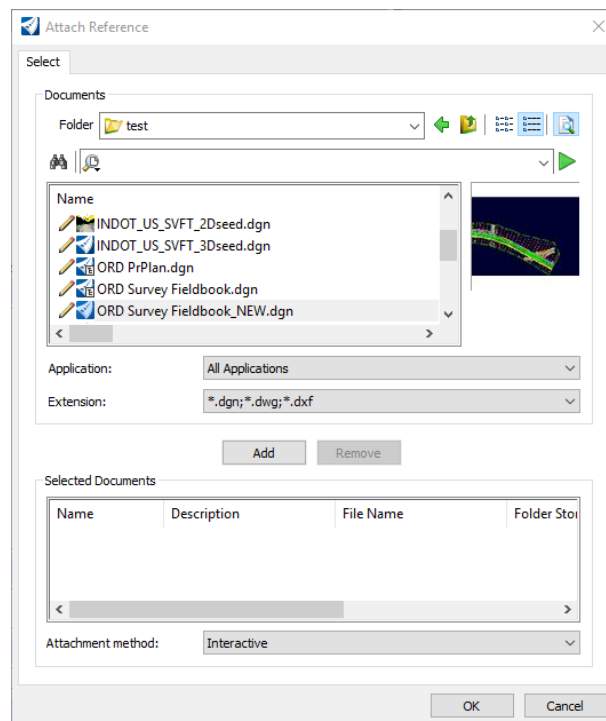 Attach Reference
Select
Documents
Folder test
Name
INDOT_US_SVFT_2Dseed.dgn
INDOT_US_SVFT_3Dseed.dgn
ORD PrPlan.dgn
ORD Survey Fieldbook.dgn
ORD Survey Fieldbook_NEW.dgn
Application: All Applications
Extension: *.dgn;*.dwg;*.dxf
Add Remove
Selected Documents
Name Description File Name Folder Stor
Attachment method: Interactive
OK Cancel